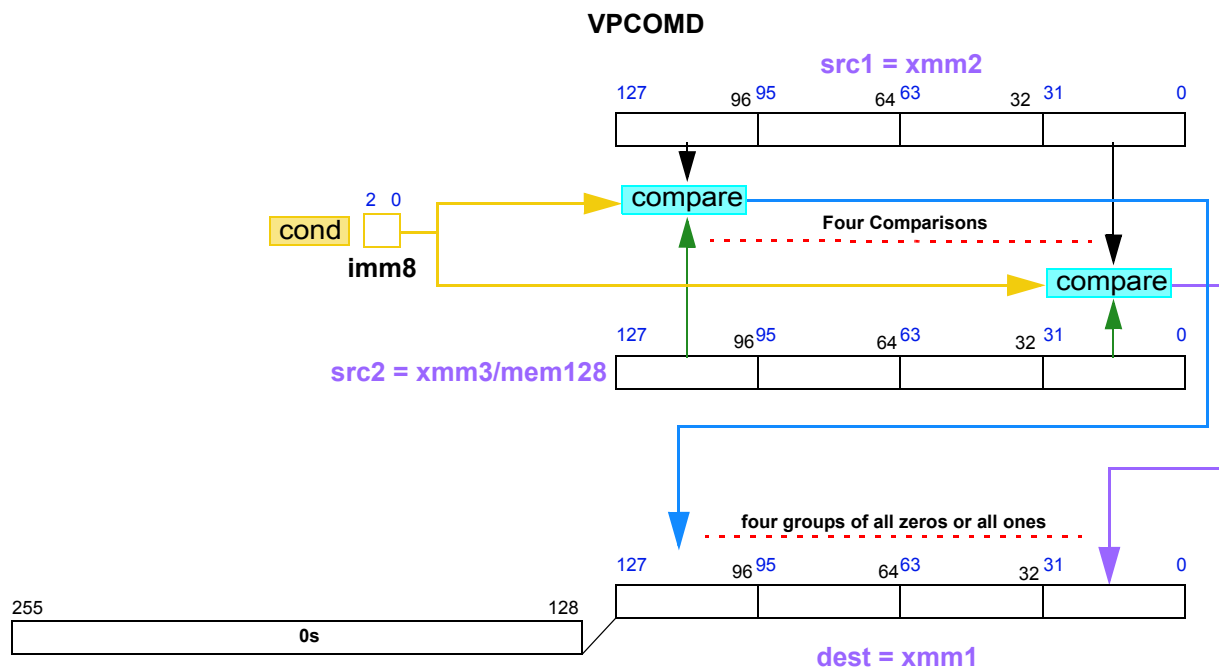 VPCOMD
src1 = xmm2
127 96 95 64 63 32 31 0
compare
2 0
cond
Four Comparisons
imm8
compare
127 96 95 64 63 32 31 0
src2 = xmm3/mem128
four groups of all zeros or all ones
127 96 95 64 63 32 31 0
255 128
0s
dest = xmm1